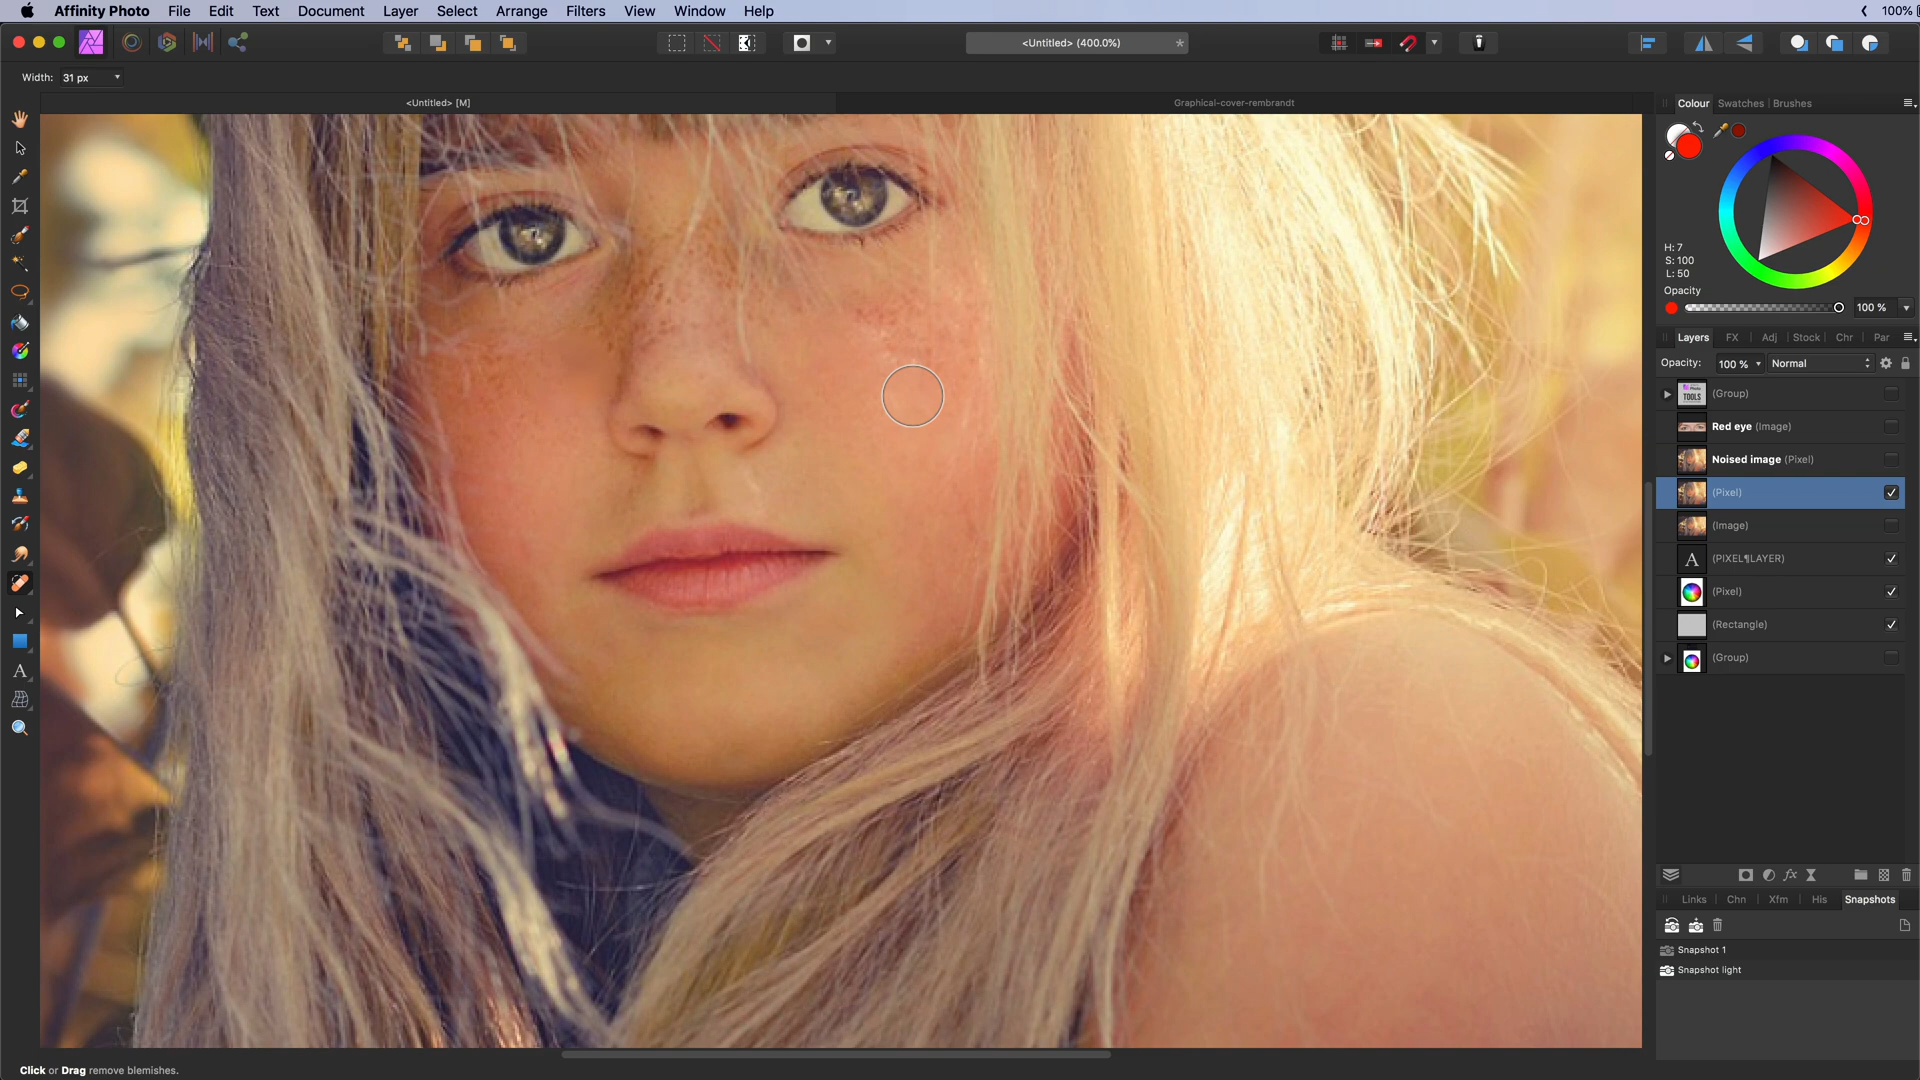 Affinity Photo File Edit Text Document Layer Select Arrange Filters View Window Help 100%
<Untitled> (400.0%)
Width: 31 px
<Untitled> [M] Graphical-cover-rembrandt
Colour Swatches Brushes
H: 7
S: 100
L: 50
Opacity
100 %
Layers FX Adj Stock Chr Par
Opacity: 100 % Normal
TOOLS (Group)
Red eye (Image)
Noised image (Pixel)
(Pixel)
(Image)
A (PIXEL¶LAYER)
(Pixel)
(Rectangle)
(Group)
fx
Links Chn Xfm His Snapshots
Snapshot 1
Snapshot light
Click or Drag remove blemishes.